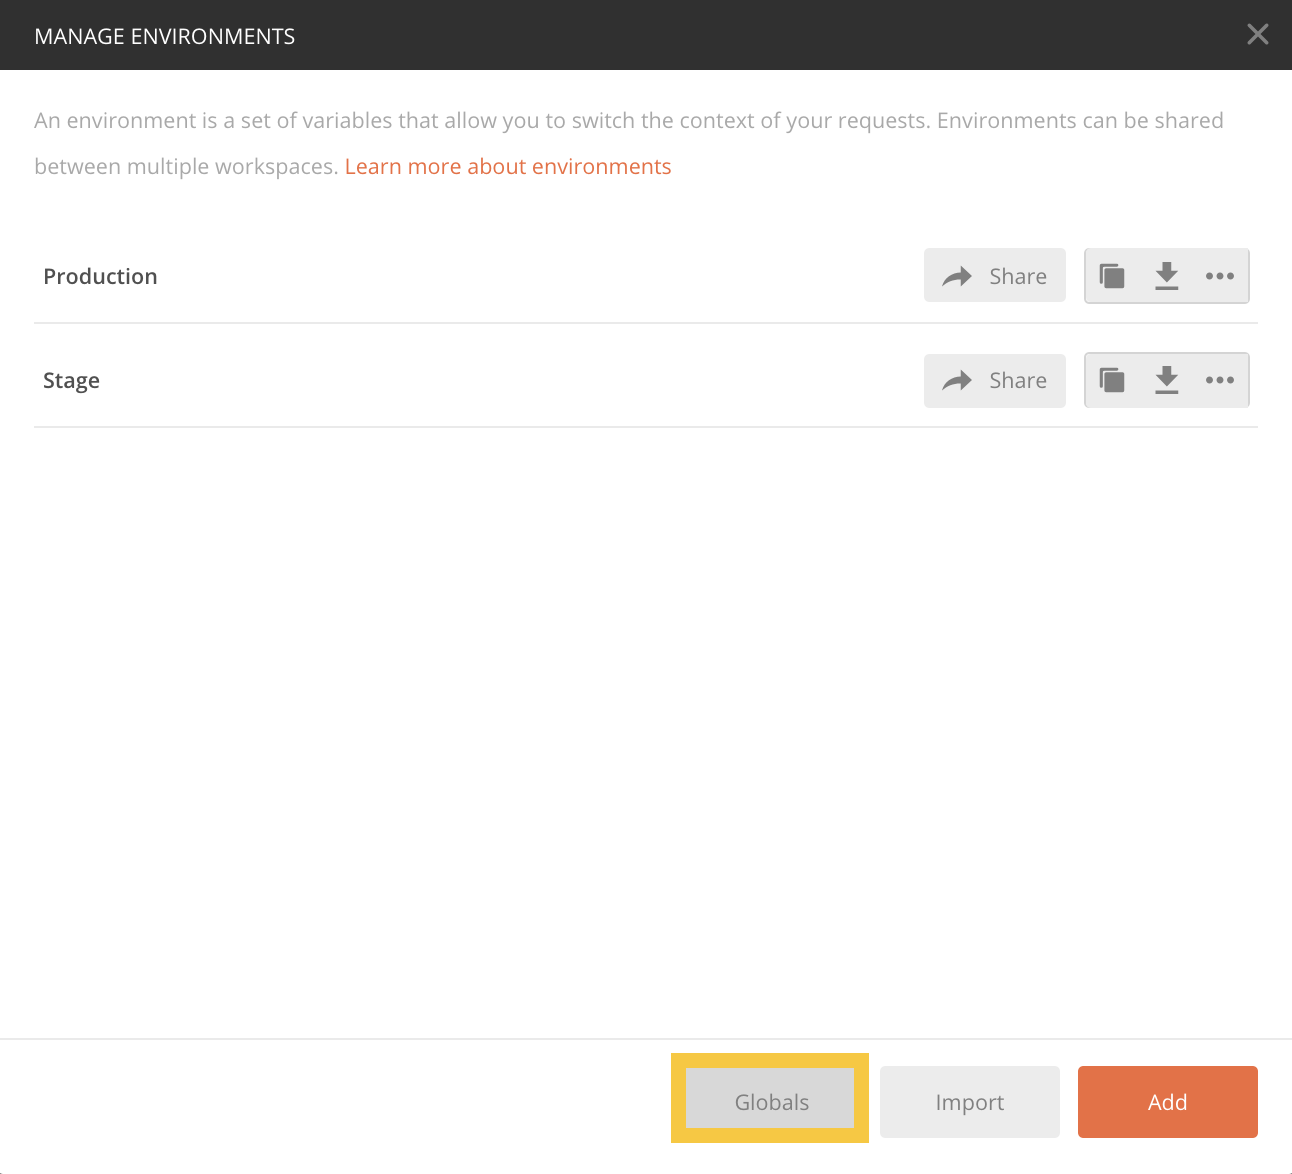 MANAGE ENVIRONMENTS
An environment is a set of variables that allow you to switch the context of your requests. Environments can be shared
between multiple workspaces. Learn more about environments
Production
Share
Stage
Share
Globals
Import
Add